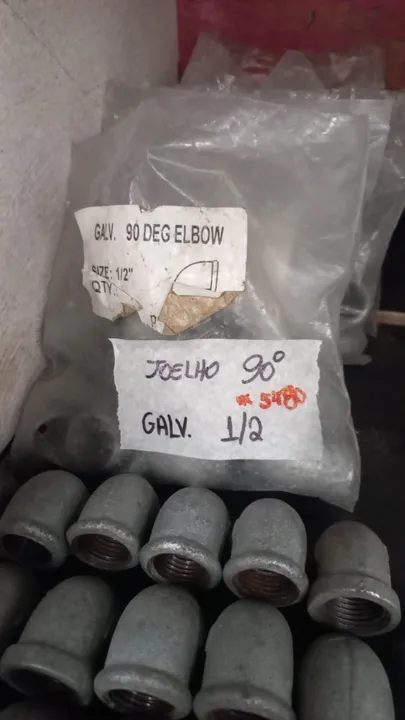 GALV. 90 DEG ELBOW
SIZE: 1/2"
QTY.:
JOELHO 90°
GALV. 1/2